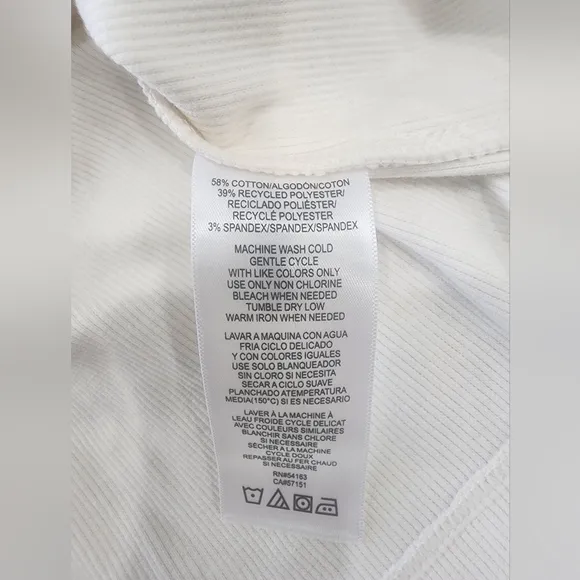 58% COTTON/ALGODÓN/COTON
39% RECYCLED POLYESTER/
RECICLADO POLIÉSTER/
RECYCLÉ POLYESTER
3% SPANDEX/SPANDEX/SPANDEX
MACHINE WASH COLD
GENTLE CYCLE
WITH LIKE COLORS ONLY
USE ONLY NON CHLORINE
BLEACH WHEN NEEDED
TUMBLE DRY LOW
WARM IRON WHEN NEEDED
LAVAR A MAQUINA CON AGUA
FRIA CICLO DELICADO
Y CON COLORES IGUALES
USE SOLO BLANQUEADOR
SIN CLORO SI NECESITA
SECAR A CICLO SUAVE
PLANCHADO ATEMPERATURA
MEDIA(150°C) SI ES NECESARIO
LAVER À LA MACHINE À
LEAU FROIDE CYCLE DELICAT
AVEC COULEURS SIMILAIRES
BLANCHIR SANS CHLORE
SI NECESSAIRE
SÉCHER A LA MACHINE
CYCLE DOUX
REPASSER AU FER CHAUD
SI NECESSAIRE
RN#54163
CA#57151